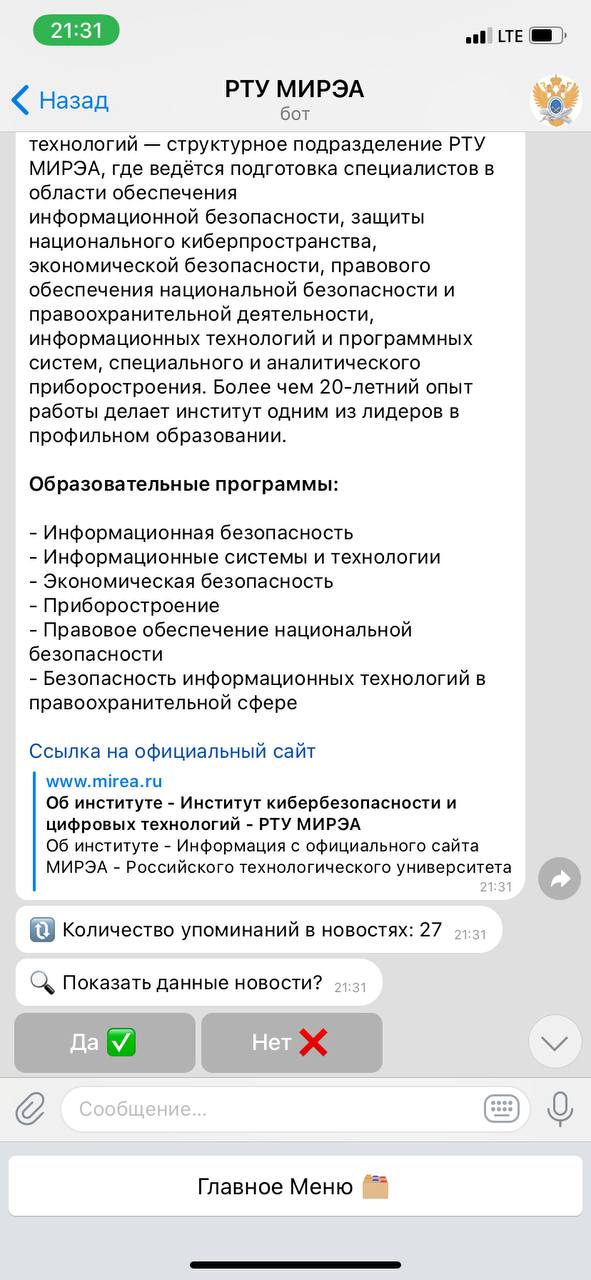 21:31
LTE
Назад
РТУ МИРЭА
бот
технологий — структурное подразделение РТУ
МИРЭА, где ведётся подготовка специалистов в
области обеспечения
информационной безопасности, защиты
национального киберпространства,
экономической безопасности, правового
обеспечения национальной безопасности и
правоохранительной деятельности,
информационных технологий и программных
систем, специального и аналитического
приборостроения. Более чем 20-летний опыт
работы делает институт одним из лидеров в
профильном образовании.
Образовательные программы:
- Информационная безопасность
- Информационные системы и технологии
- Экономическая безопасность
- Приборостроение
- Правовое обеспечение национальной
безопасности
- Безопасность информационных технологий в
правоохранительной сфере
Ссылка на официальный сайт
www.mirea.ru
Об институте - Институт кибербезопасности и
цифровых технологий - РТУ МИРЭА
Об институте - Информация с официального сайта
МИРЭА - Российского технологического университета
21:31
Количество упоминаний в новостях: 27 21:31
Показать данные новости? 21:31
Да
Нет
Сообщение...
Главное Меню